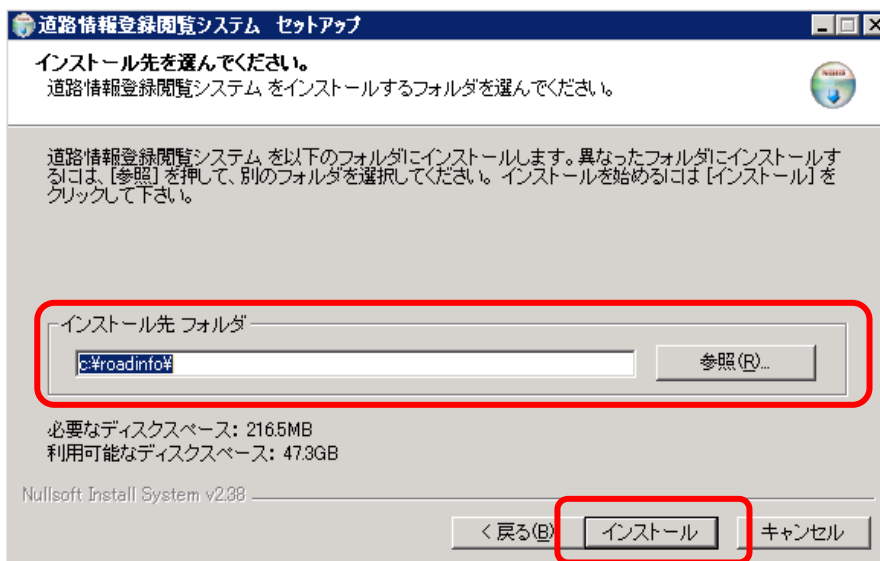 道路情報登録閲覧システム セットアップ
インストール先を選んでください。
道路情報登録閲覧システム をインストールするフォルダを選んでください。
道路情報登録閲覧システム を以下のフォルダにインストールします。異なったフォルダにインストールす
るには、[参照] を押して、別のフォルダを選択してください。 インストールを始めるには [インストール] を
クリックして下さい。
インストール先 フォルダ
c:¥roadinfo¥
参照(R)...
必要なディスクスペース: 216.5MB
利用可能なディスクスペース: 47.3GB
Nullsoft Install System v2.38
< 戻る(B)
インストール
キャンセル